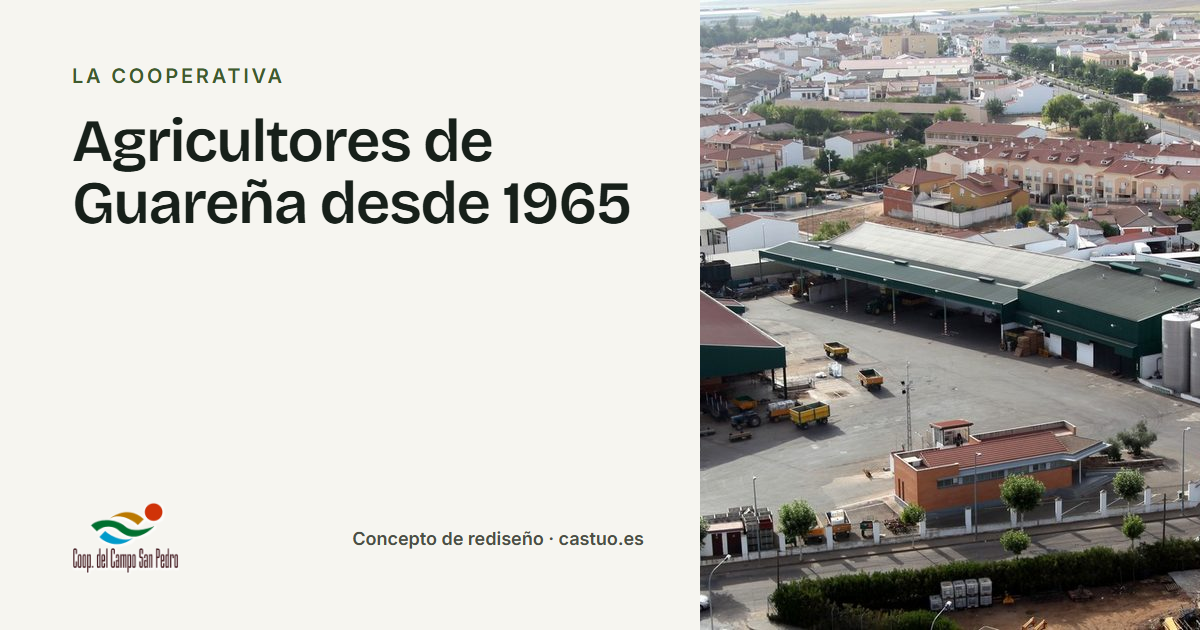 LA COOPERATIVA
Agricultores de
Guareña desde 1965
Coop. del Campo San Pedro
Concepto de rediseño · castuo.es